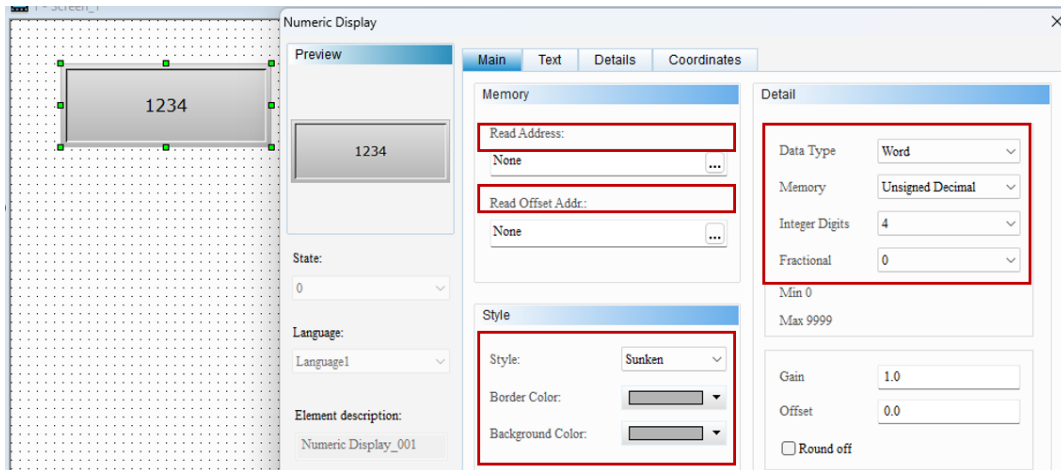 1 - Screen_1
1234
Numeric Display
Preview
1234
State:
0
Language:
Language1
Element description:
Numeric Display_001
Main Text Details Coordinates
Memory
Read Address:
None ...
Read Offset Addr.:
None ...
Style
Style: Sunken
Border Color:
Background Color:
Detail
Data Type Word
Memory Unsigned Decimal
Integer Digits 4
Fractional 0
Min 0
Max 9999
Gain 1.0
Offset 0.0
Round off